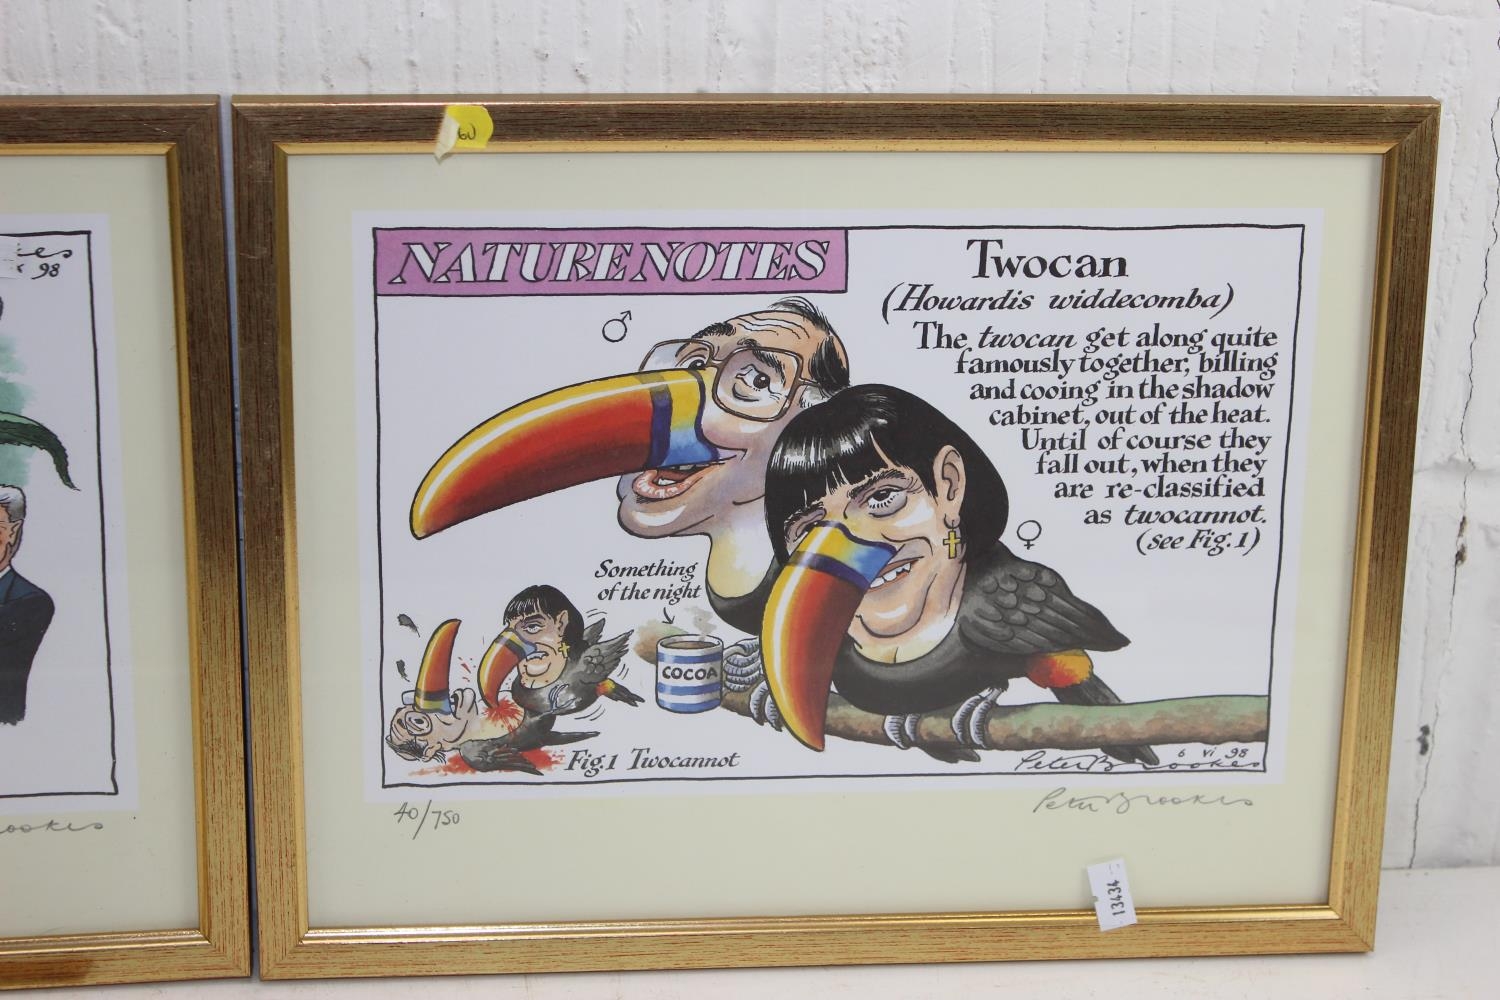 60
NATURE NOTES
Twocan
(Howardis widdecomba)
The twocan get along quite
famously together, billing
and cooing in the shadow
cabinet, out of the heat.
Until of course they
fall out, when they
are re-classified
as twocannot.
(see Fig. 1)
Something
of the night
COCOA
Fig. 1 Twocannot
6 vi 98
Peter Brookes
40/750
Peter Brookes
13434
98